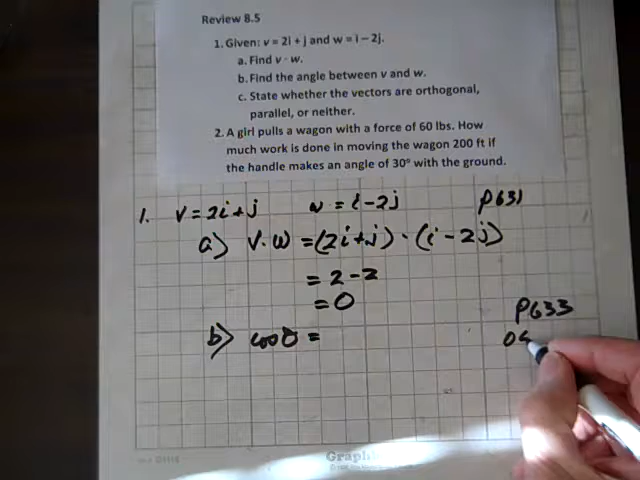 Review 8.5
1. Given: v = 2i + j and w = i – 2j.
a. Find v · w.
b. Find the angle between v and w.
c. State whether the vectors are orthogonal,
parallel, or neither.
2. A girl pulls a wagon with a force of 60 lbs. How
much work is done in moving the wagon 200 ft if
the handle makes an angle of 30° with the ground.
1. v = 2i + j w = i - 2j P631
a) v · w = (2i + j) · (i - 2j)
= 2 - 2
= 0
P633
b) cos θ =
Graph